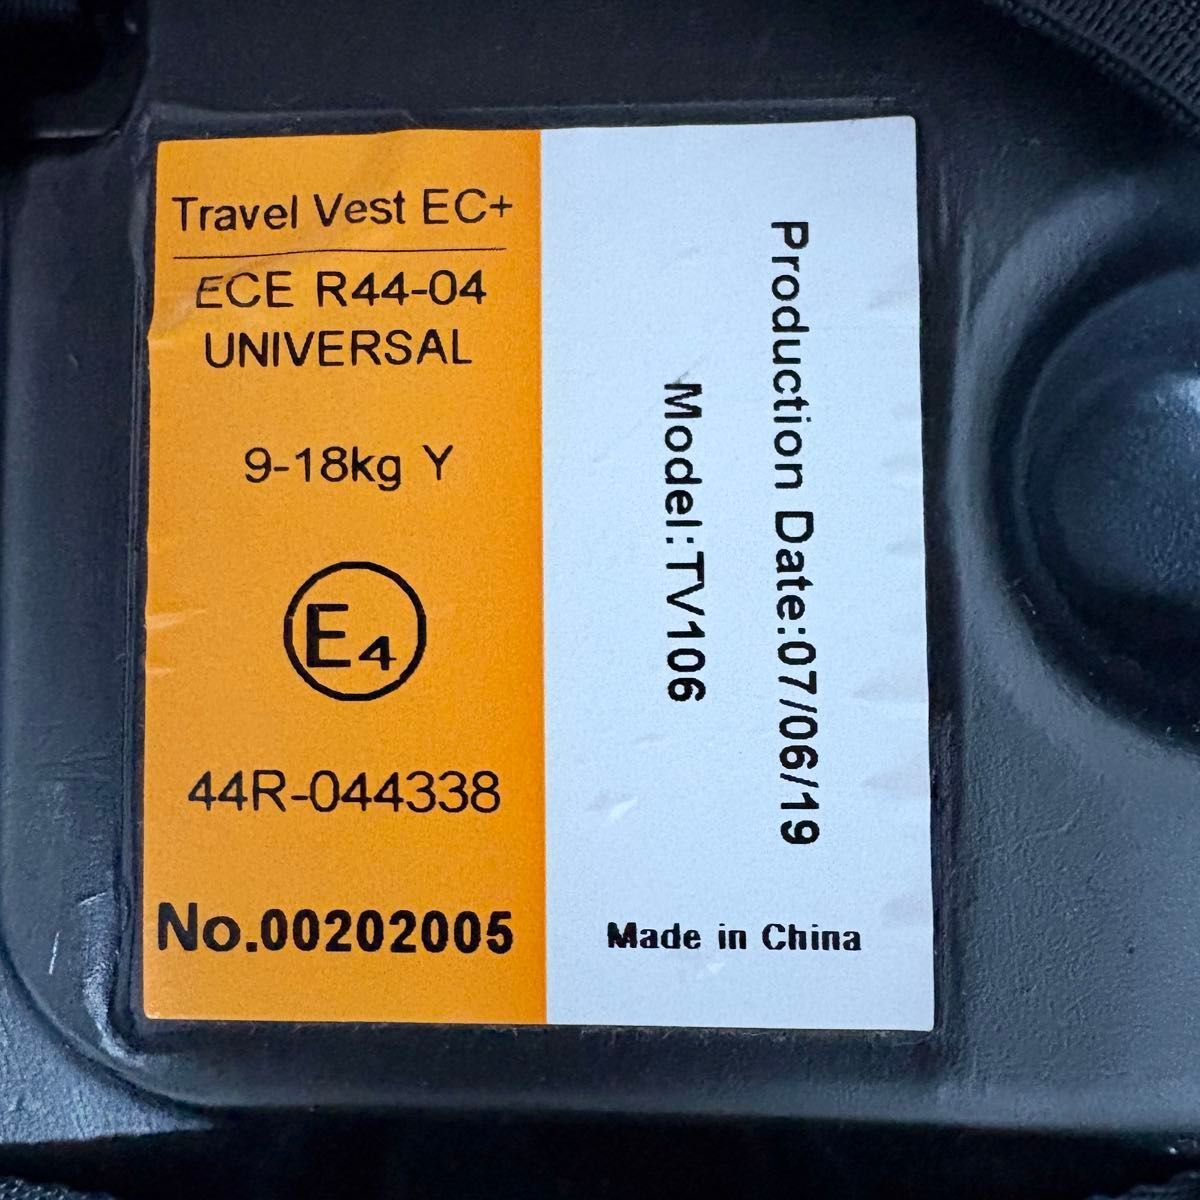 Travel Vest EC+
ECE R44-04
UNIVERSAL
9-18kg Y
E4
44R-044338
No.00202005
Production Date:07/06/19
Model:TV106
Made in China